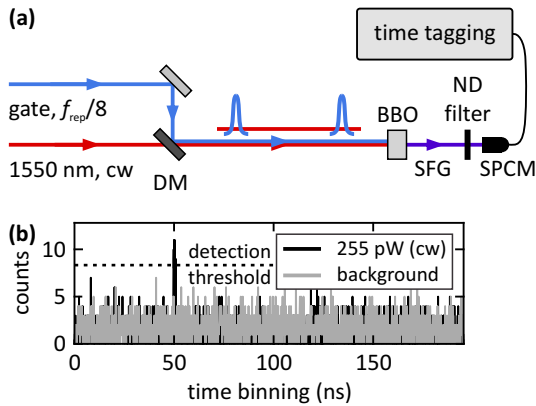 (a)
time tagging
gate, f_rep/8
ND
filter
BBO
1550 nm, cw
DM
SFG
SPCM
(b)
counts
10
5
0
detection
threshold
255 pW (cw)
background
0
50
100
150
time binning (ns)